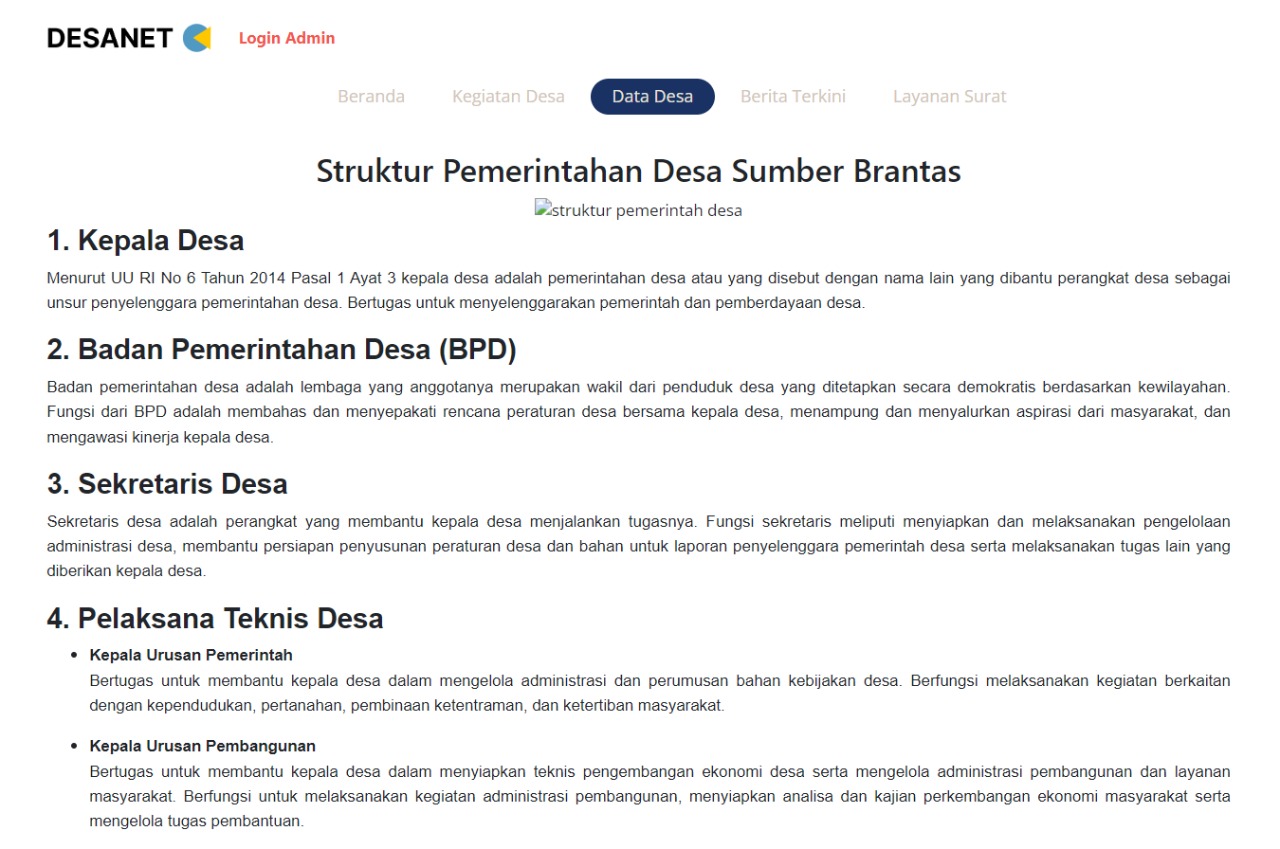 DESANET
Login Admin
Beranda
Kegiatan Desa
Data Desa
Berita Terkini
Layanan Surat
Struktur Pemerintahan Desa Sumber Brantas
struktur pemerintah desa
1. Kepala Desa
Menurut UU RI No 6 Tahun 2014 Pasal 1 Ayat 3 kepala desa adalah pemerintahan desa atau yang disebut dengan nama lain yang dibantu perangkat desa sebagai
unsur penyelenggara pemerintahan desa. Bertugas untuk menyelenggarakan pemerintah dan pemberdayaan desa.
2. Badan Pemerintahan Desa (BPD)
Badan pemerintahan desa adalah lembaga yang anggotanya merupakan wakil dari penduduk desa yang ditetapkan secara demokratis berdasarkan kewilayahan.
Fungsi dari BPD adalah membahas dan menyepakati rencana peraturan desa bersama kepala desa, menampung dan menyalurkan aspirasi dari masyarakat, dan
mengawasi kinerja kepala desa.
3. Sekretaris Desa
Sekretaris desa adalah perangkat yang membantu kepala desa menjalankan tugasnya. Fungsi sekretaris meliputi menyiapkan dan melaksanakan pengelolaan
administrasi desa, membantu persiapan penyusunan peraturan desa dan bahan untuk laporan penyelenggara pemerintah desa serta melaksanakan tugas lain yang
diberikan kepala desa.
4. Pelaksana Teknis Desa
• Kepala Urusan Pemerintah
Bertugas untuk membantu kepala desa dalam mengelola administrasi dan perumusan bahan kebijakan desa. Berfungsi melaksanakan kegiatan berkaitan
dengan kependudukan, pertanahan, pembinaan ketentraman, dan ketertiban masyarakat.
• Kepala Urusan Pembangunan
Bertugas untuk membantu kepala desa dalam menyiapkan teknis pengembangan ekonomi desa serta mengelola administrasi pembangunan dan layanan
masyarakat. Berfungsi untuk melaksanakan kegiatan administrasi pembangunan, menyiapkan analisa dan kajian perkembangan ekonomi masyarakat serta
mengelola tugas pembantuan.